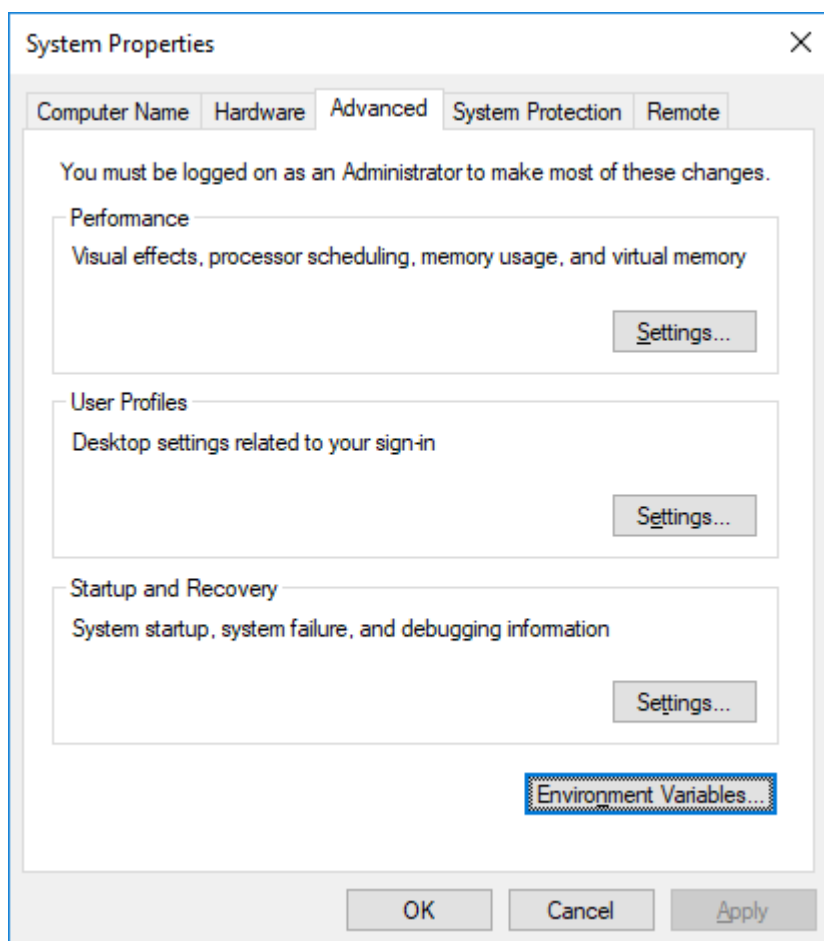 System Properties
Computer Name Hardware Advanced System Protection Remote
You must be logged on as an Administrator to make most of these changes.
Performance
Visual effects, processor scheduling, memory usage, and virtual memory
Settings...
User Profiles
Desktop settings related to your sign-in
Settings...
Startup and Recovery
System startup, system failure, and debugging information
Settings...
Environment Variables...
OK Cancel Apply